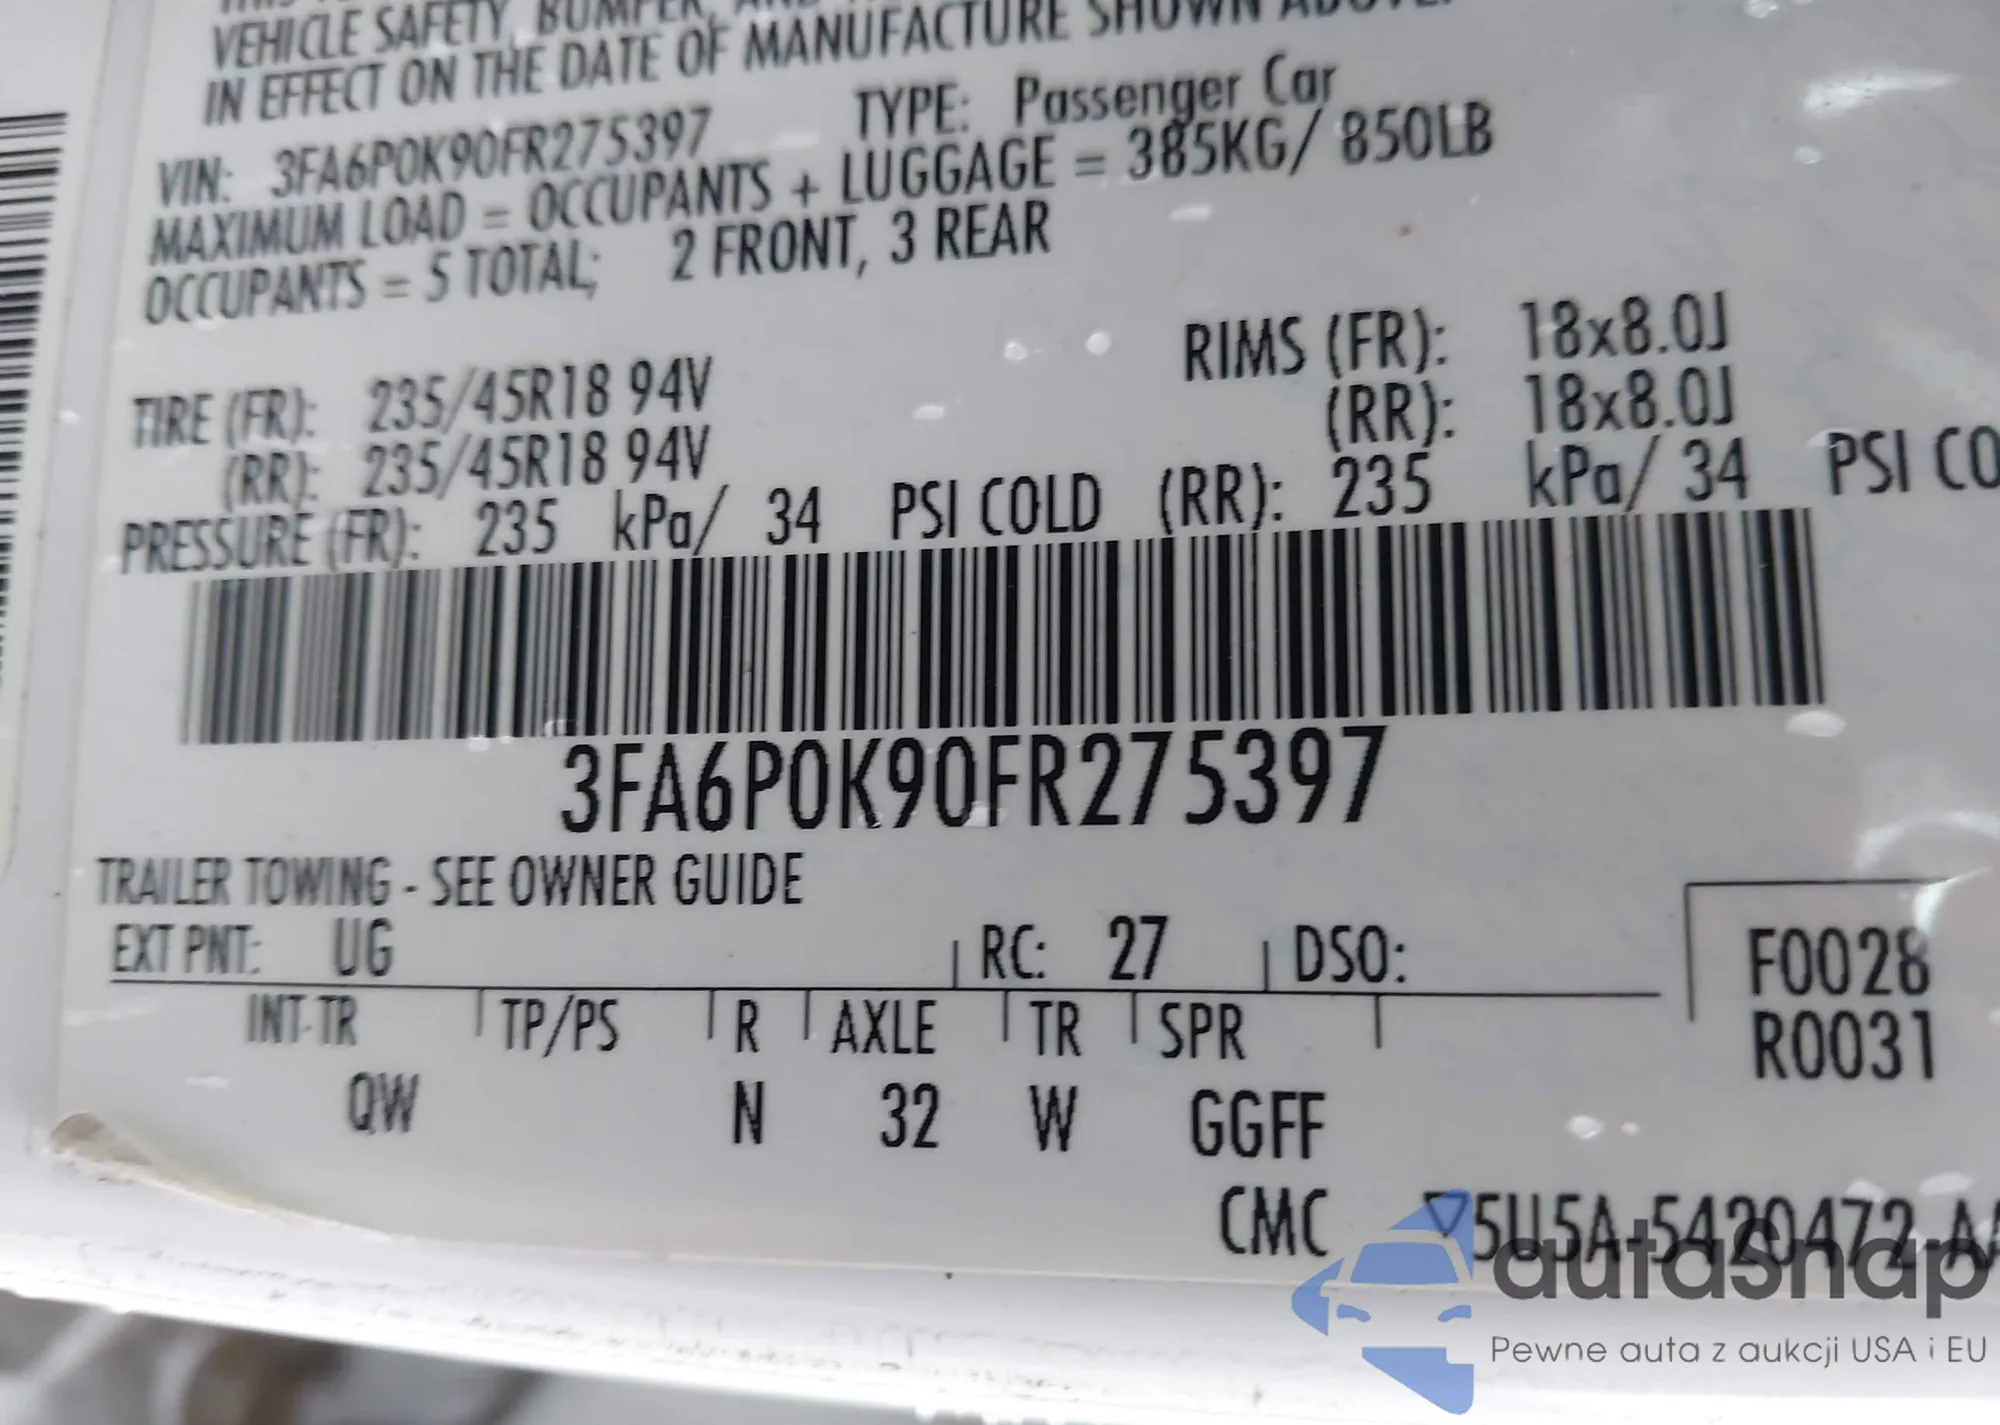 VEHICLE SAFETY, BUMPER, AND
IN EFFECT ON THE DATE OF MANUFACTURE SHOWN ABOVE.
VIN: 3FA6P0K90FR275397 TYPE: Passenger Car
MAXIMUM LOAD = OCCUPANTS + LUGGAGE = 385KG/ 850LB
OCCUPANTS = 5 TOTAL; 2 FRONT, 3 REAR
TIRE (FR): 235/45R18 94V RIMS (FR): 18x8.0J
(RR): 235/45R18 94V (RR): 18x8.0J
PRESSURE (FR): 235 kPa/ 34 PSI COLD (RR): 235 kPa/ 34 PSI CO
3FA6P0K90FR275397
TRAILER TOWING - SEE OWNER GUIDE
EXT PNT: UG RC: 27 DSO: F0028
INT TR TP/PS R AXLE TR SPR R0031
QW N 32 W GGFF
CMC ▽5U5A-5420472-AA
autasnap
Pewne auta z aukcji USA i EU